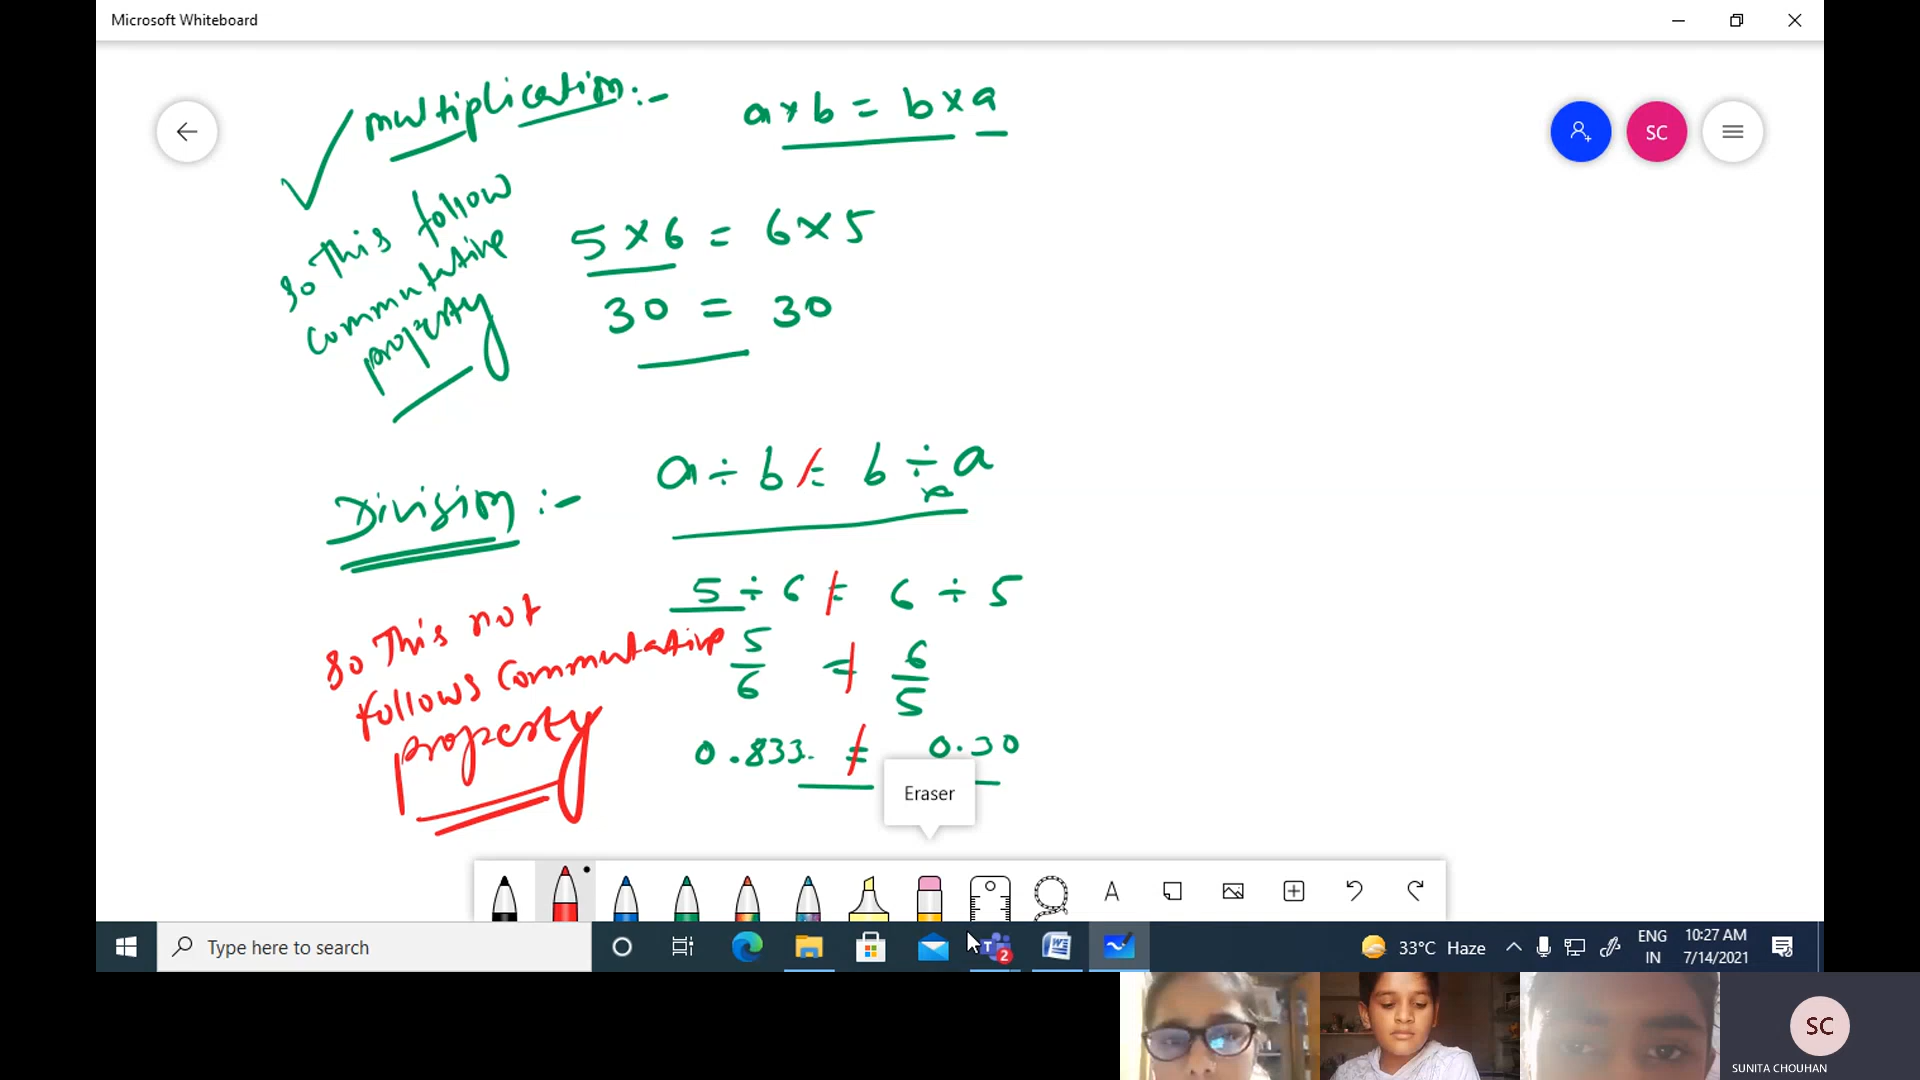 Microsoft Whiteboard
multiplication:- a×b = b×a
SC
so This follow
commutative
property
5×6 = 6×5
30 = 30
Division :- a÷b ≠ b÷a
5÷6 ≠ 6÷5
so This not
follows commutative
property
5/6 ≠ 6/5
0.833. ≠ 0.30
Eraser
A
Type here to search
2
33°C Haze
ENG
IN
10:27 AM
7/14/2021
SC
SUNITA CHOUHAN